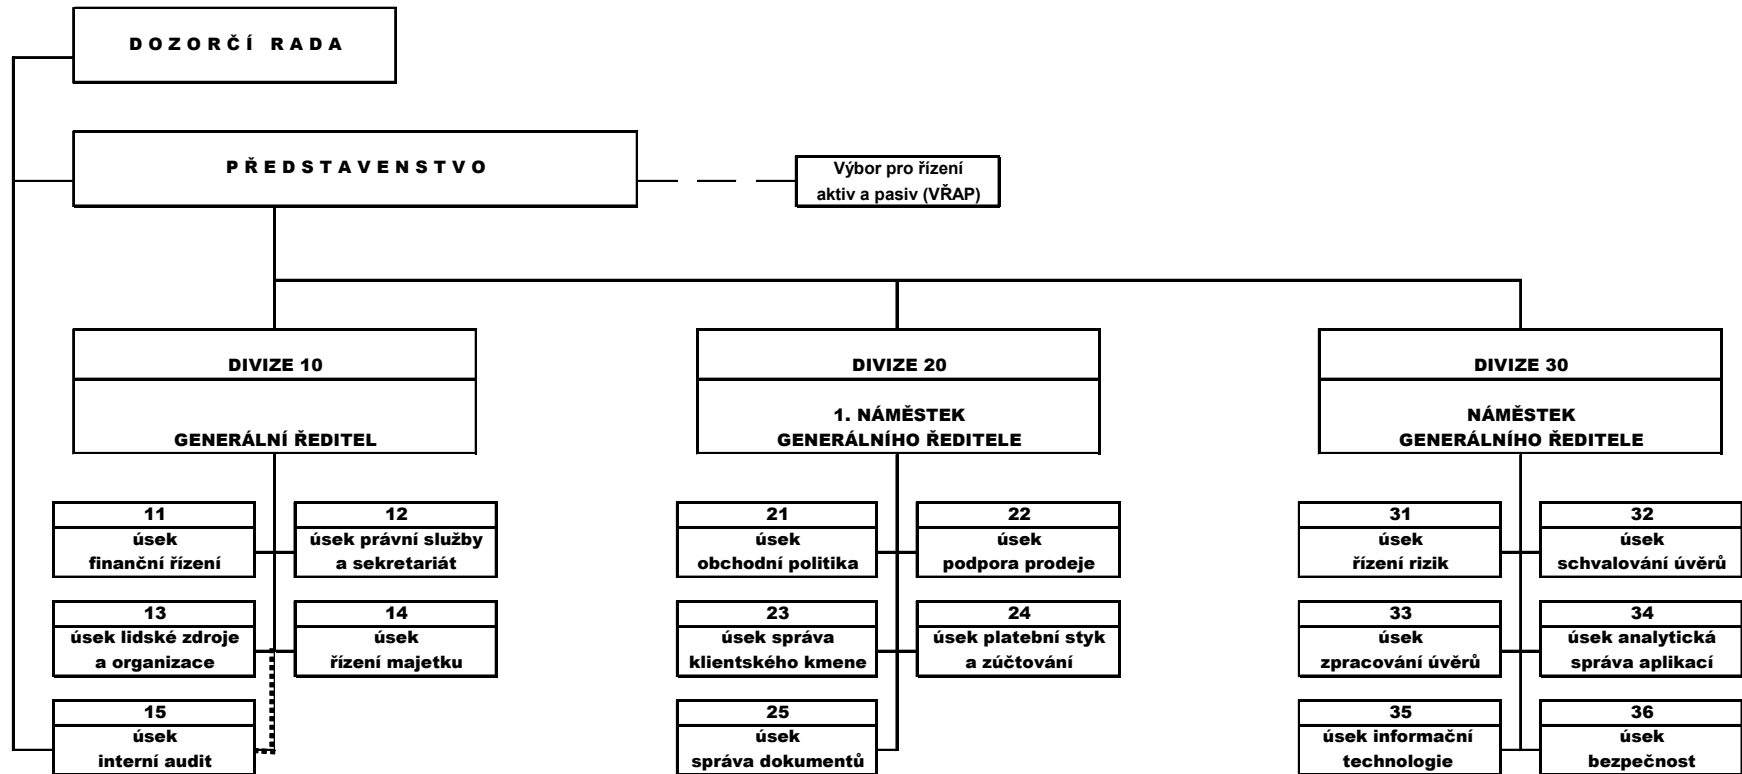 DOZORČÍ RADA
PŘEDSTAVENSTVO
Výbor pro řízení
aktiv a pasiv (VŘAP)
DIVIZE 10
GENERÁLNÍ ŘEDITEL
DIVIZE 20
1. NÁMĚSTEK
GENERÁLNÍHO ŘEDITELE
DIVIZE 30
NÁMĚSTEK
GENERÁLNÍHO ŘEDITELE
11
úsek
finanční řízení
12
úsek právní služby
a sekretariát
13
úsek lidské zdroje
a organizace
14
úsek
řízení majetku
15
úsek
interní audit
21
úsek
obchodní politika
22
úsek
podpora prodeje
23
úsek správa
klientského kmene
24
úsek platební styk
a zúčtování
25
úsek
správa dokumentů
31
úsek
řízení rizik
32
úsek
schvalování úvěrů
33
úsek
zpracování úvěrů
34
úsek analytická
správa aplikací
35
úsek informační
technologie
36
úsek
bezpečnost